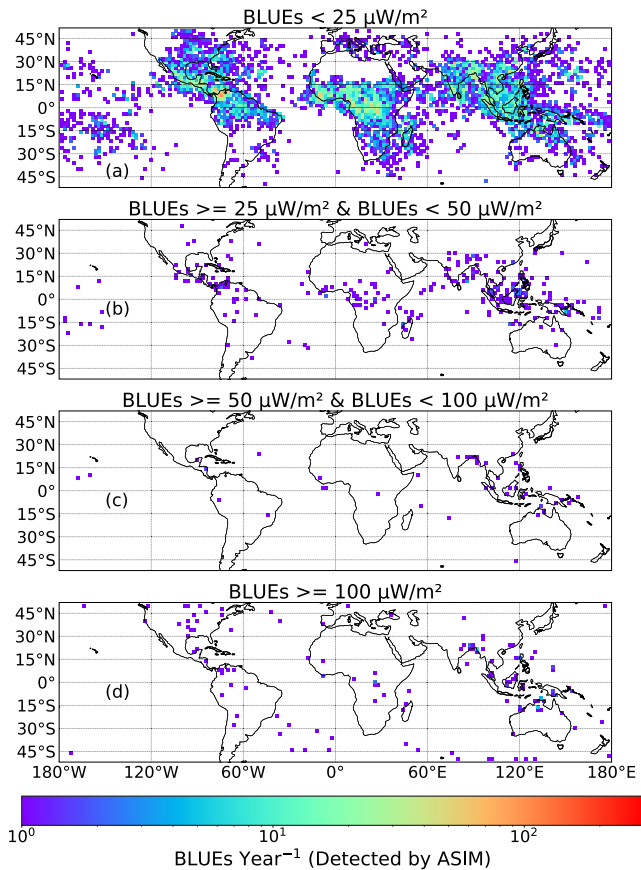 BLUEs < 25 μW/m²
45°N
30°N
15°N
0°
15°S
30°S
45°S
(a)
BLUEs >= 25 μW/m² & BLUEs < 50 μW/m²
45°N
30°N
15°N
0°
15°S
30°S
45°S
(b)
BLUEs >= 50 μW/m² & BLUEs < 100 μW/m²
45°N
30°N
15°N
0°
15°S
30°S
45°S
(c)
BLUEs >= 100 μW/m²
45°N
30°N
15°N
0°
15°S
30°S
45°S
(d)
180°W 120°W 60°W 0° 60°E 120°E 180°E
10⁰ 10¹ 10²
BLUEs Year⁻¹ (Detected by ASIM)